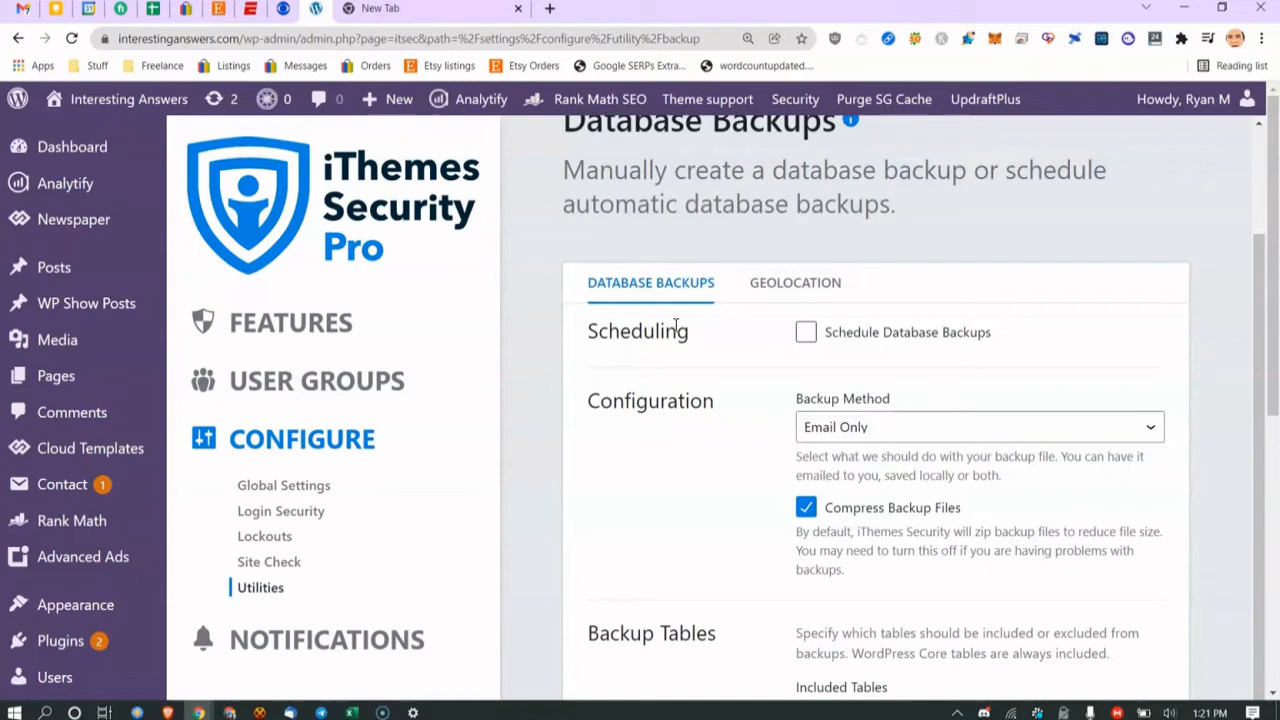 New Tab
interestinganswers.com/wp-admin/admin.php?page=itsec&path=%2Fsettings%2Fconfigure%2Futility%2Fbackup
Apps Stuff Freelance Listings Messages Orders Etsy listings Etsy Orders Google SERPs Extra... wordcountupdated.... Reading list
Interesting Answers 2 0 0 New Analytify Rank Math SEO Theme support Security Purge SG Cache UpdraftPlus Howdy, Ryan M
Dashboard
Analytify
Newspaper
Posts
WP Show Posts
Media
Pages
Comments
Cloud Templates
Contact 1
Rank Math
Advanced Ads
Appearance
Plugins 2
Users
iThemes
Security
Pro
FEATURES
USER GROUPS
CONFIGURE
Global Settings
Login Security
Lockouts
Site Check
Utilities
NOTIFICATIONS
Database Backups
Manually create a database backup or schedule
automatic database backups.
DATABASE BACKUPS GEOLOCATION
Scheduling Schedule Database Backups
Configuration Backup Method
Email Only
Select what we should do with your backup file. You can have it
emailed to you, saved locally or both.
Compress Backup Files
By default, iThemes Security will zip backup files to reduce file size.
You may need to turn this off if you are having problems with
backups.
Backup Tables Specify which tables should be included or excluded from
backups. WordPress Core tables are always included.
Included Tables
1:21 PM